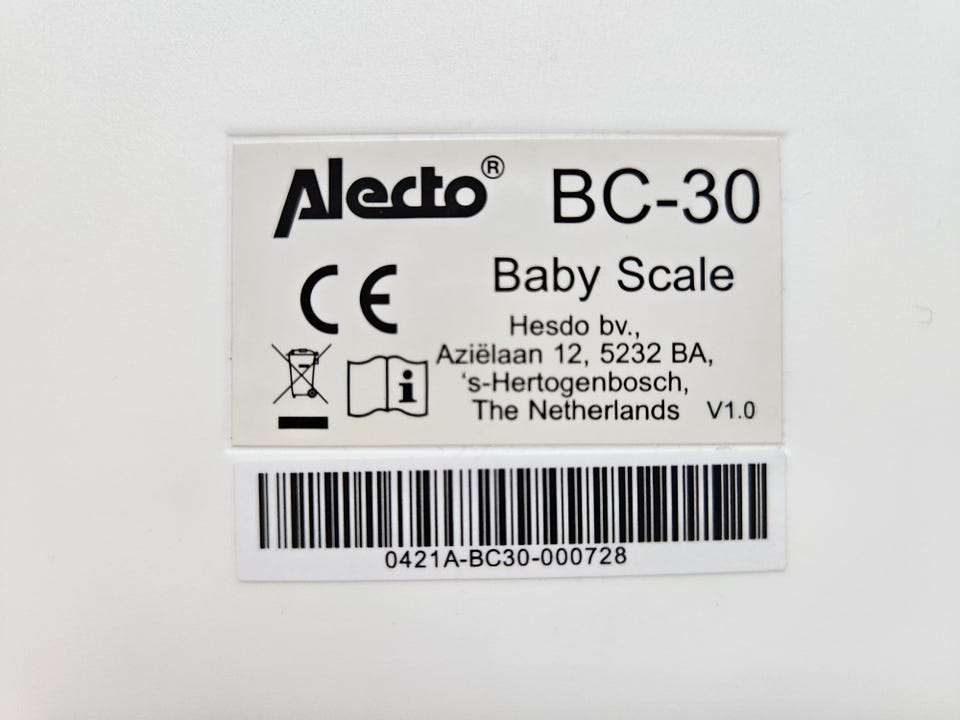 Alecto® BC-30
CE
Baby Scale
Hesdo bv.,
Aziëlaan 12, 5232 BA,
‘s-Hertogenbosch,
The Netherlands V1.0
i
0421A-BC30-000728